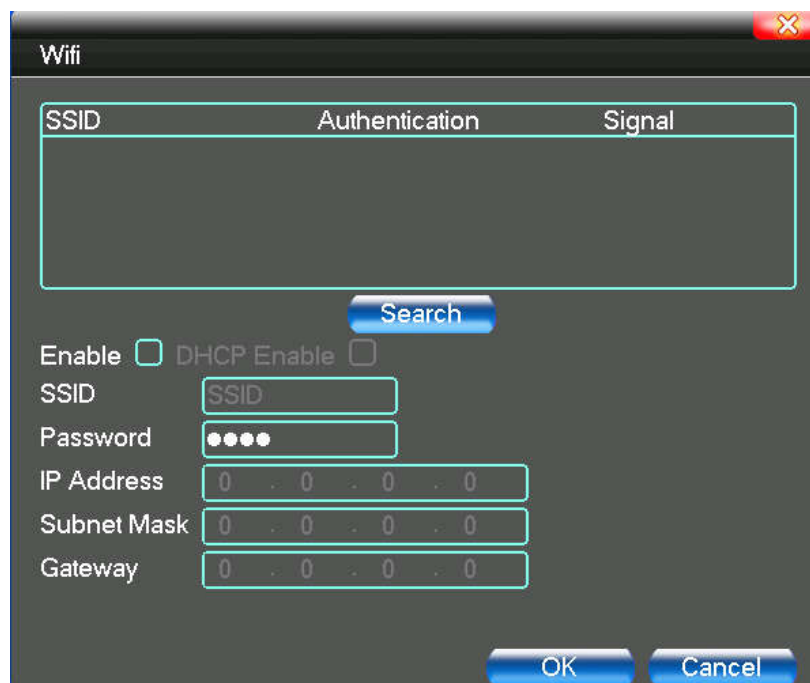 Wifi
SSID Authentication Signal
Search
Enable DHCP Enable
SSID SSID
Password ●●●●
IP Address 0 . 0 . 0 . 0
Subnet Mask 0 . 0 . 0 . 0
Gateway 0 . 0 . 0 . 0
OK Cancel